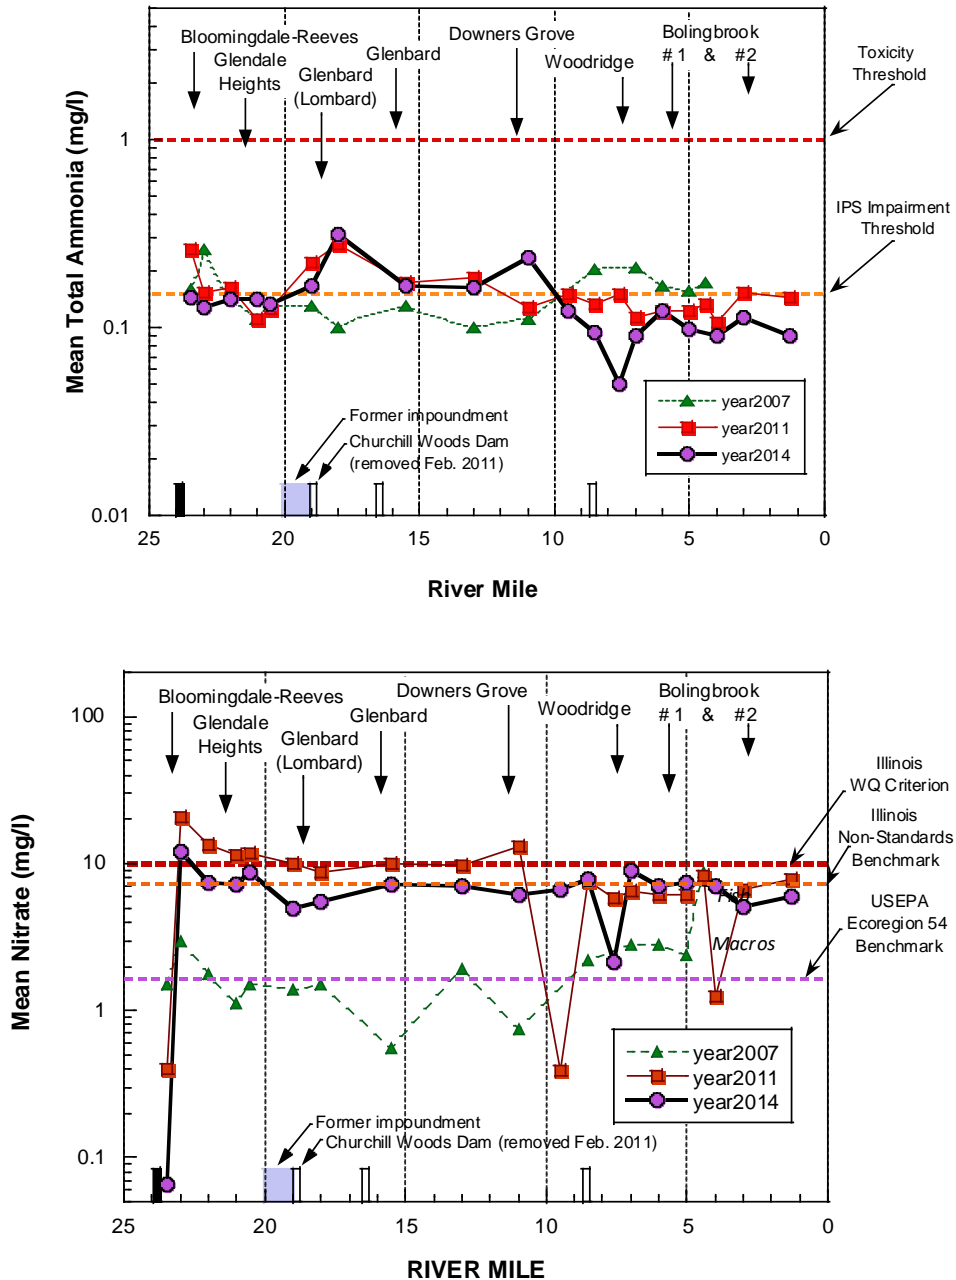 Bloomingdale-Reeves
Glendale
Heights
Glenbard
(Lombard)
Glenbard
Downers Grove
Woodridge
Bolingbrook
# 1 & #2
Toxicity
Threshold
IPS Impairment
Threshold
Mean Total Ammonia (mg/l)
1
0.1
0.01
Former impoundment
Churchill Woods Dam
(removed Feb. 2011)
year2007
year2011
year2014
25 20 15 10 5 0
River Mile
Bloomingdale-Reeves
Glendale
Heights
Glenbard
(Lombard)
Glenbard
Downers Grove
Woodridge
Bolingbrook
# 1 & #2
Illinois
WQ Criterion
Illinois
Non-Standards
Benchmark
USEPA
Ecoregion 54
Benchmark
Mean Nitrate (mg/l)
100
10
1
0.1
Fish
Macros
year2007
year2011
year2014
Former impoundment
Churchill Woods Dam (removed Feb. 2011)
25 20 15 10 5 0
RIVER MILE